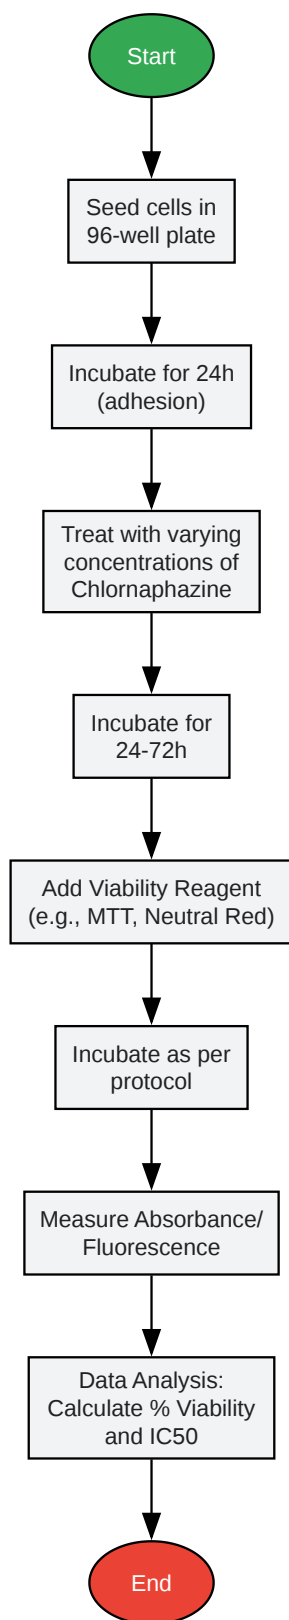 Start
Seed cells in
96-well plate
Incubate for 24h
(adhesion)
Treat with varying
concentrations of
Chlornaphazine
Incubate for
24-72h
Add Viability Reagent
(e.g., MTT, Neutral Red)
Incubate as per
protocol
Measure Absorbance/
Fluorescence
Data Analysis:
Calculate % Viability
and IC50
End